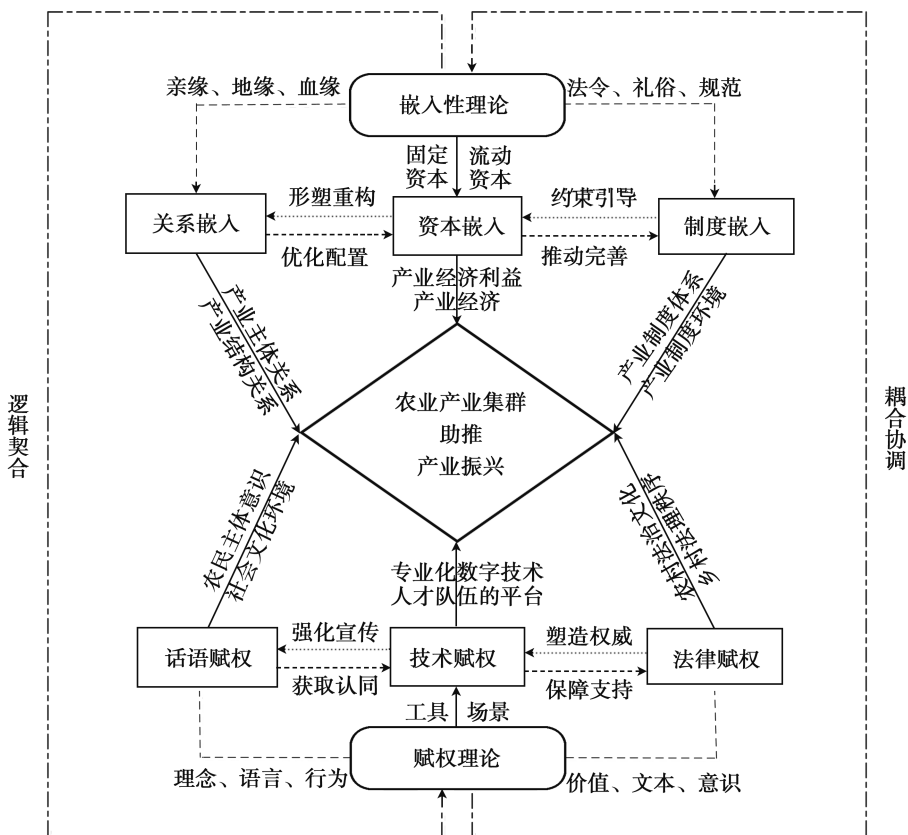 亲缘、地缘、血缘
嵌入性理论
法令、礼俗、规范
固定
资本
流动
资本
关系嵌入
形塑重构
优化配置
资本嵌入
约束引导
推动完善
制度嵌入
产业经济利益
产业经济
产业主体关系
产业结构关系
产业制度体系
产业制度环境
逻辑契合
耦合协调
农业产业集群
助推
产业振兴
农民主体意识
社会文化环境
农村法治文化
乡村法理秩序
专业化数字技术
人才队伍的平台
话语赋权
强化宣传
获取认同
技术赋权
塑造权威
保障支持
法律赋权
工具
场景
理念、语言、行为
赋权理论
价值、文本、意识